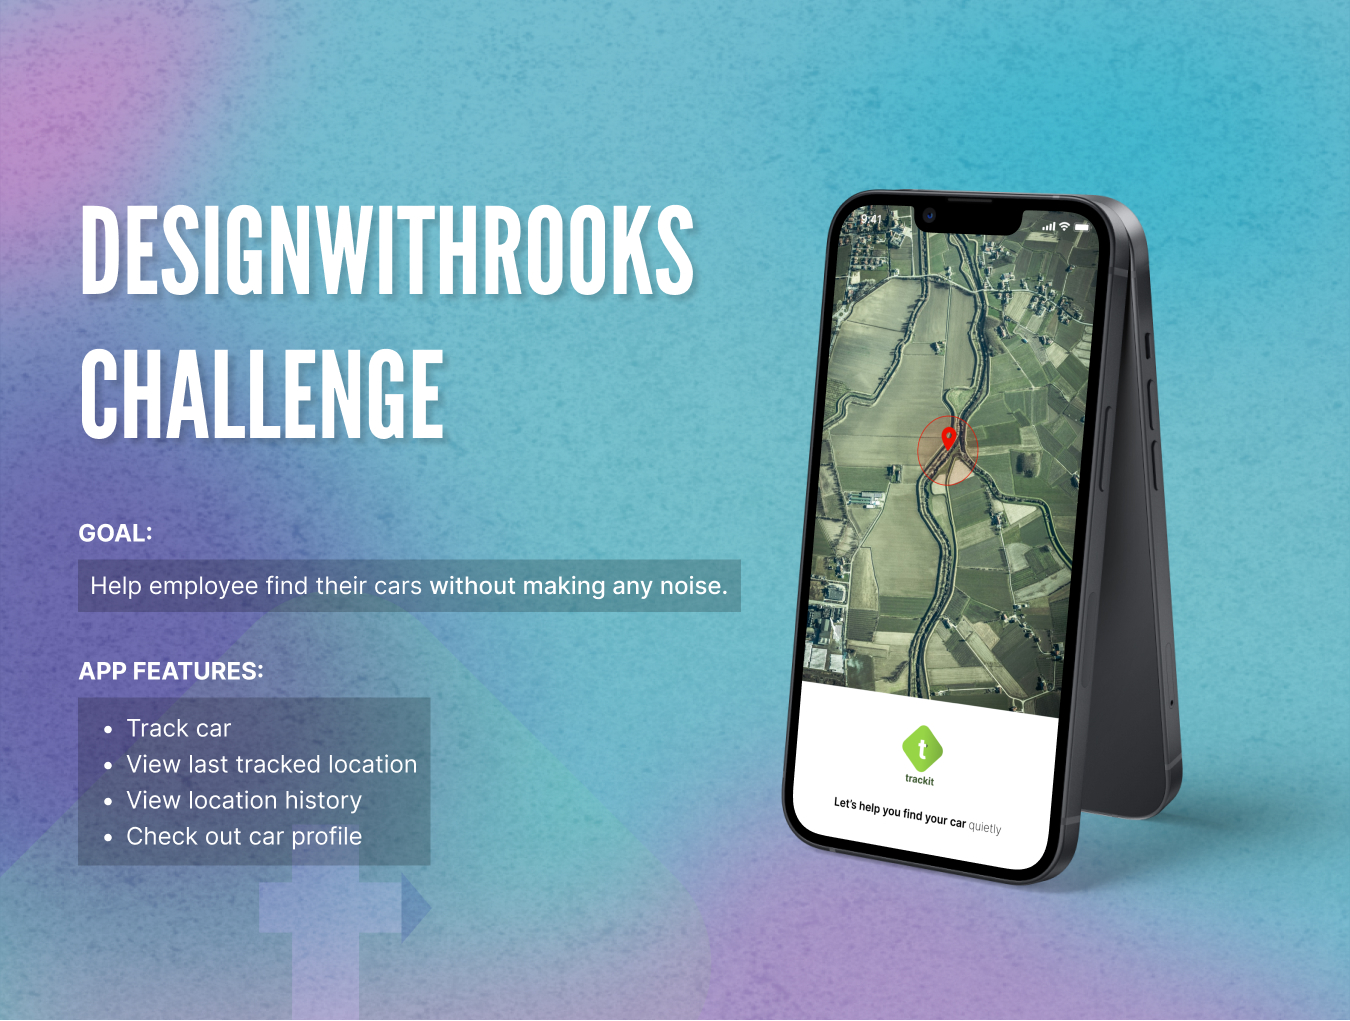 DESIGNWITHROOKS
CHALLENGE
GOAL:
Help employee find their cars without making any noise.
APP FEATURES:
• Track car
• View last tracked location
• View location history
• Check out car profile
9:41
t
trackit
Let's help you find your car quietly
t